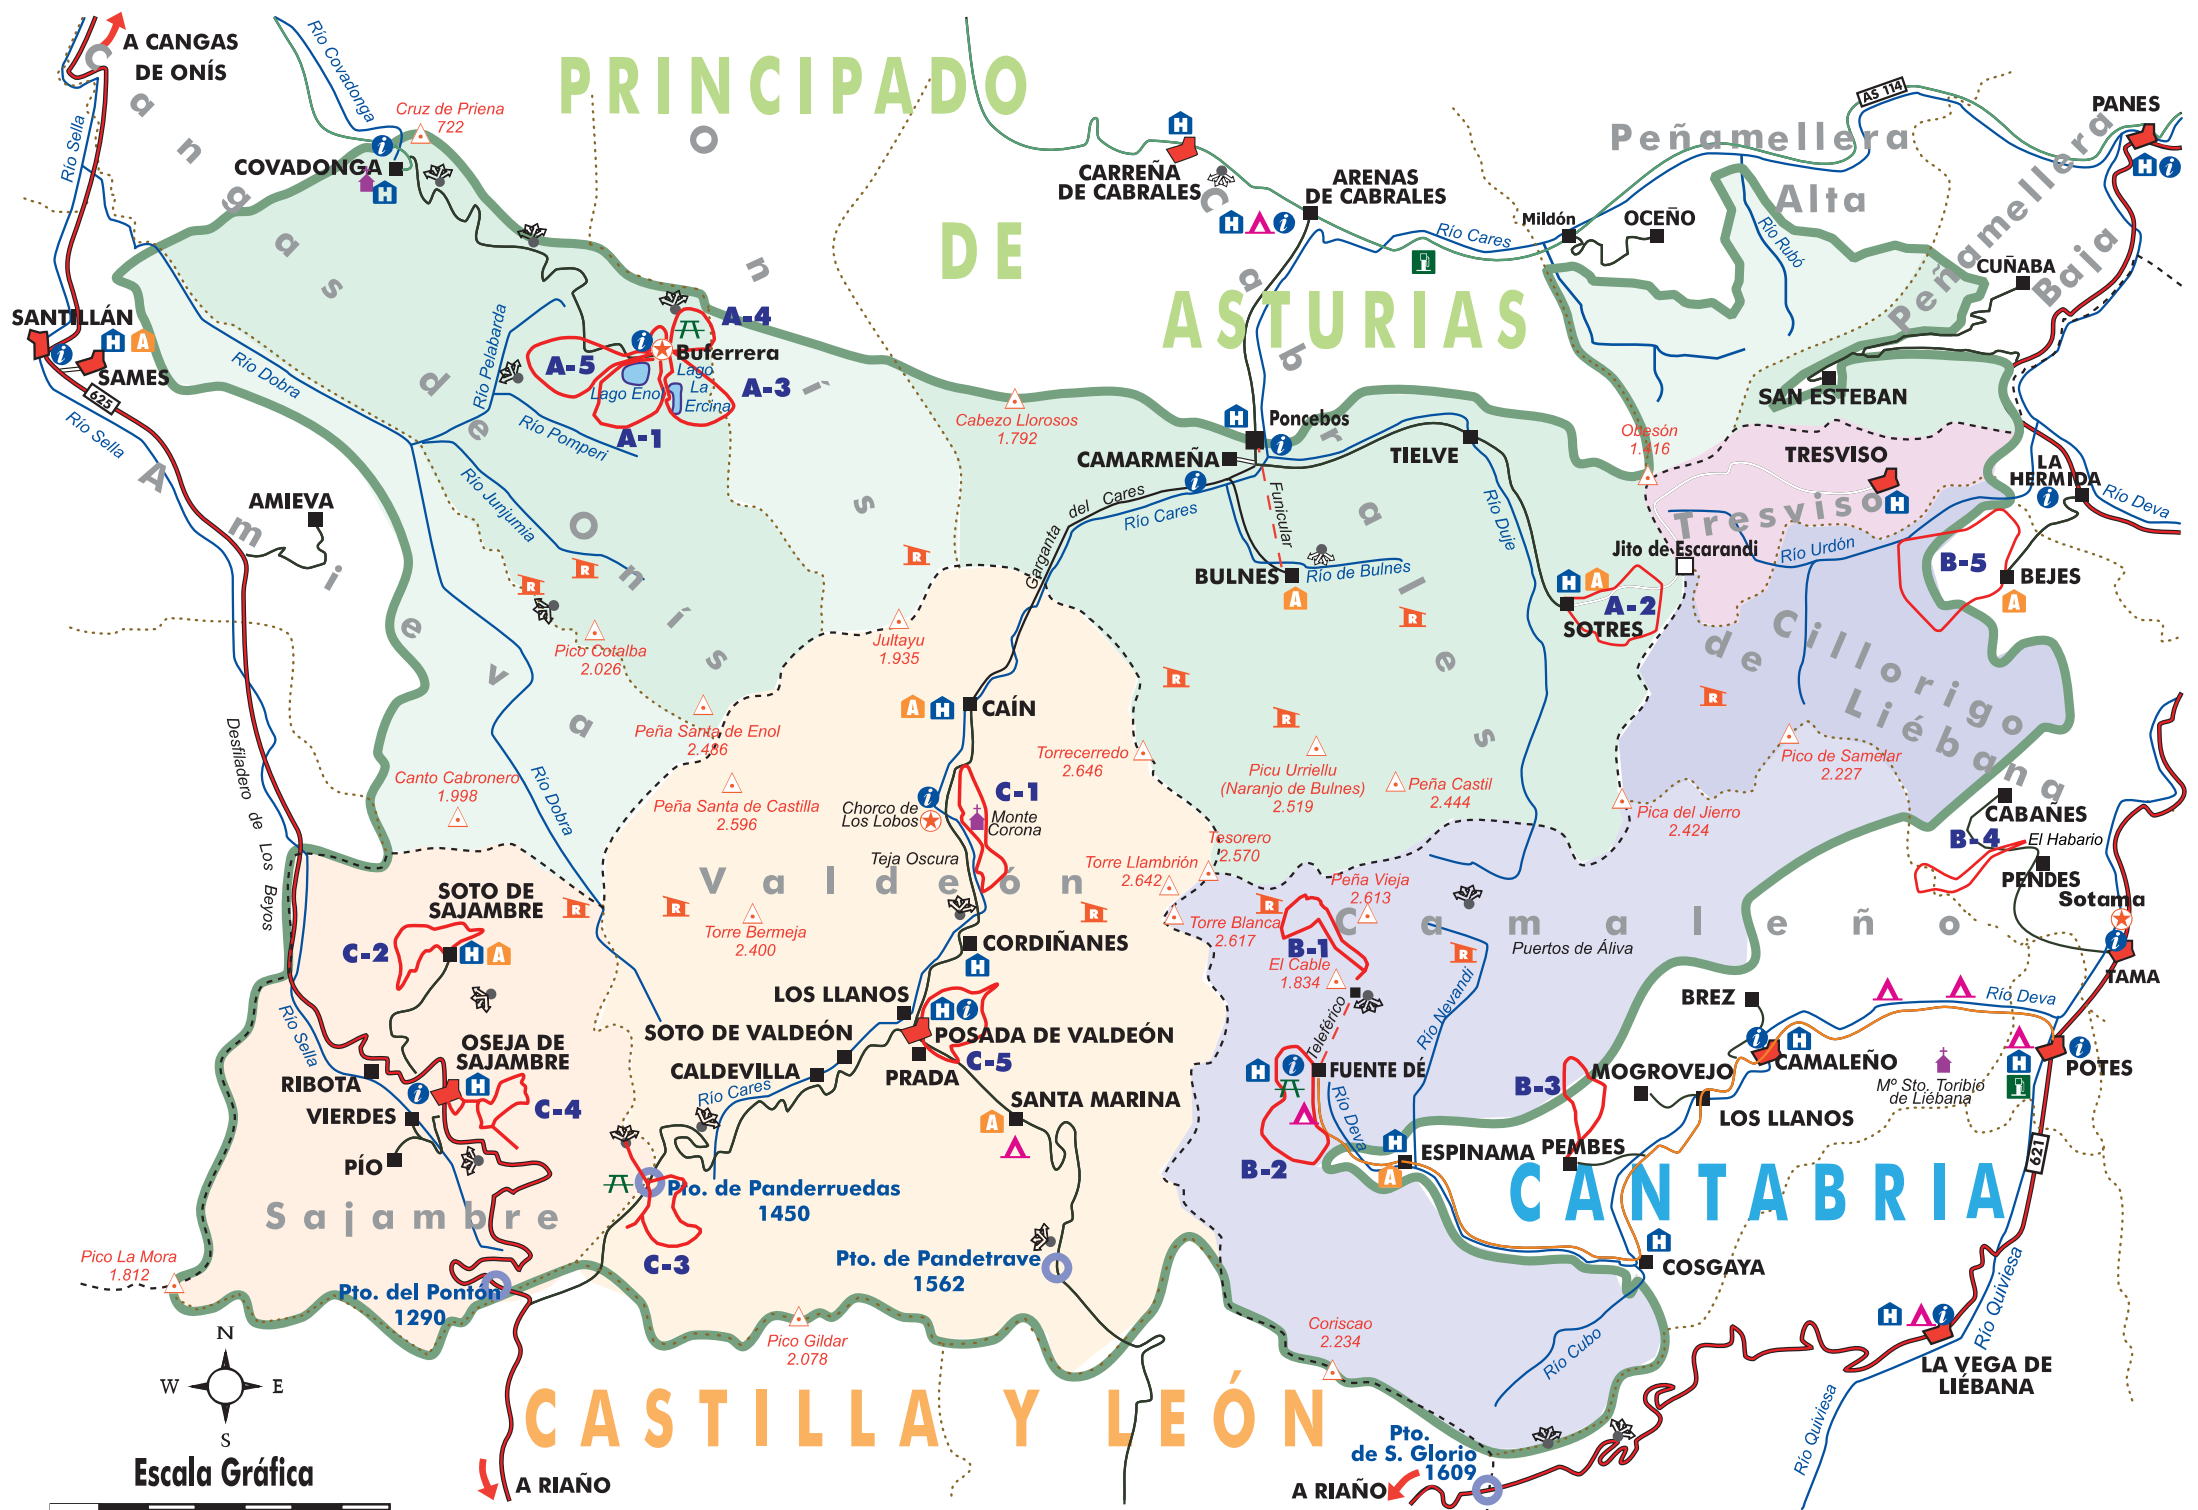 A CANGAS
DE ONÍS
Río Covadonga
PRINCIPADO
DE
ASTURIAS
Cruz de Priena
722
COVADONGA
Río Sella
Cangas de Onís
Onís
Cabrales
Peñamellera
Alta
Peñamellera
Baja
AS 114
PANES
CARREÑA
DE CABRALES
ARENAS
DE CABRALES
Río Cares
Mildón
OCEÑO
Río Rubó
CUÑABA
SANTILLÁN
SAMES
625
Río Sella
Río Dobra
Río Pelabarda
Río Pomperi
Río Junjumia
A-4
A-5
Buferrera
Lago Enol
Lago
La
Ercina
A-3
A-1
Cabezo Llorosos
1.792
Poncebos
CAMARMEÑA
TIELVE
Obesón
1.416
SAN ESTEBAN
TRESVISO
Tresviso
LA
HERMIDA
Río Deva
AMIEVA
Amieva
Garganta del Cares
Río Cares
Funicular
BULNES
Río de Bulnes
Río Duje
Jito de Escarandi
Río Urdón
B-5
BEJES
A-2
SOTRES
Cillorigo
de Liébana
Pico Cotalba
2.026
Jultayu
1.935
CAÍN
Peña Santa de Enol
2.486
Torrecerredo
2.646
Picu Urriellu
(Naranjo de Bulnes)
2.519
Peña Castil
2.444
Pico de Samelar
2.227
Pica del Jierro
2.424
Canto Cabronero
1.998
Peña Santa de Castilla
2.596
Río Dobra
Desfiladero de Los Beyos
Chorco de
Los Lobos
C-1
Monte
Corona
Teja Oscura
Valdeón
Tesorero
2.570
Torre Llambrión
2.642
Torre Blanca
2.617
Peña Vieja
2.613
Camaleño
CABAÑES
B-4
El Habario
PENDES
Sotama
TAMA
SOTO DE
SAJAMBRE
C-2
Torre Bermeja
2.400
CORDIÑANES
B-1
El Cable
1.834
Puertos de Áliva
Río Nevandi
LOS LLANOS
SOTO DE VALDEÓN
POSADA DE VALDEÓN
C-5
CALDEVILLA
PRADA
Río Cares
Teleférico
FUENTE DÉ
BREZ
Río Deva
CAMALEÑO
POTES
Mº Sto. Toribio
de Liébana
OSEJA DE
SAJAMBRE
Río Sella
RIBOTA
VIERDES
C-4
PÍO
SANTA MARINA
Río Deva
B-2
B-3
MOGROVEJO
LOS LLANOS
ESPINAMA
PEMBES
621
CANTABRIA
Sajambre
Pto. de Panderruedas
1450
C-3
Pto. de Pandetrave
1562
COSGAYA
Río Quiviesa
Pico La Mora
1.812
Pto. del Pontón
1290
Pico Gildar
2.078
Coriscao
2.234
Río Cubo
LA VEGA DE
LIÉBANA
Río Quiviesa
N
W
E
S
CASTILLA Y LEÓN
Pto.
de S. Glorio
1609
Escala Gráfica
A RIAÑO
A RIAÑO